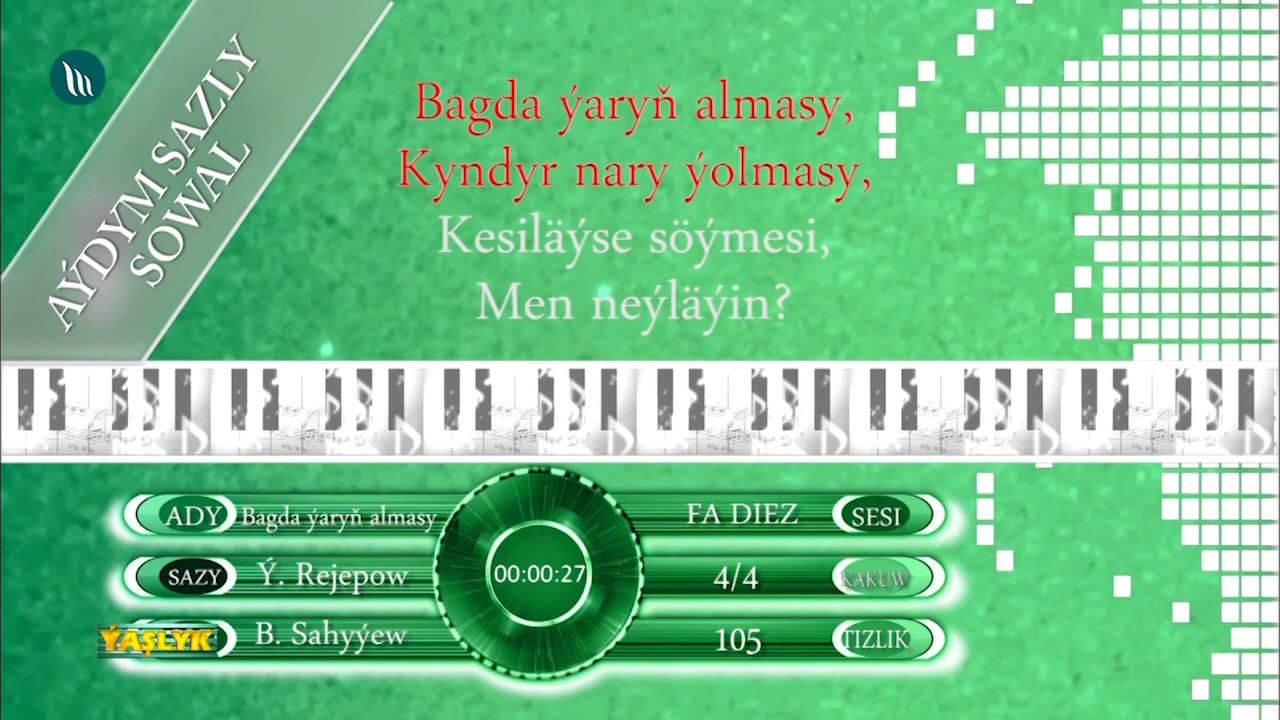 AÝDYM SAZLY
SOWAL
Bagda ýaryň almasy,
Kyndyr nary ýolmasy,
Kesiläýse söýmesi,
Men neýläýin?
ADY Bagda ýaryň almasy FA DIEZ SESI
SAZY Ý. Rejepow 00:00:27 4/4 KAKUW
ÝAŞLYK B. Sahyýew 105 TIZLIK